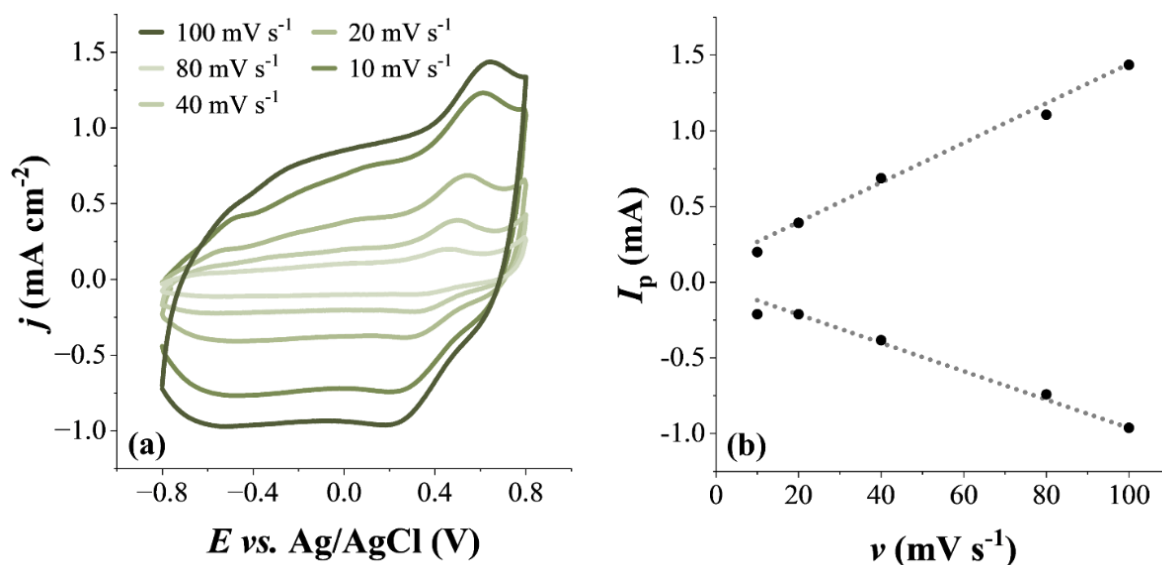 100 mV s⁻¹
80 mV s⁻¹
40 mV s⁻¹
20 mV s⁻¹
10 mV s⁻¹
1.5
1.0
0.5
0.0
−0.5
−1.0
j (mA cm⁻²)
(a)
−0.8 −0.4 0.0 0.4 0.8
E vs. Ag/AgCl (V)
1.5
1.0
0.5
0.0
-0.5
-1.0
Iₚ (mA)
(b)
0 20 40 60 80 100
ν (mV s⁻¹)